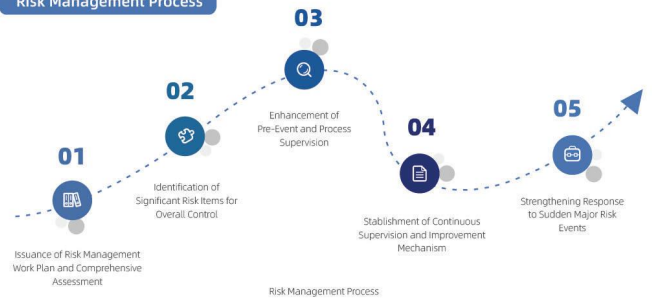 Risk Management Process
01
Issuance of Risk Management
Work Plan and Comprehensive
Assessment
02
Identification of
Significant Risk Items for
Overall Control
03
Enhancement of
Pre-Event and Process
Supervision
04
Stablishment of Continuous
Supervision and Improvement
Mechanism
05
Strengthening Response
to Sudden Major Risk
Events
Risk Management Process